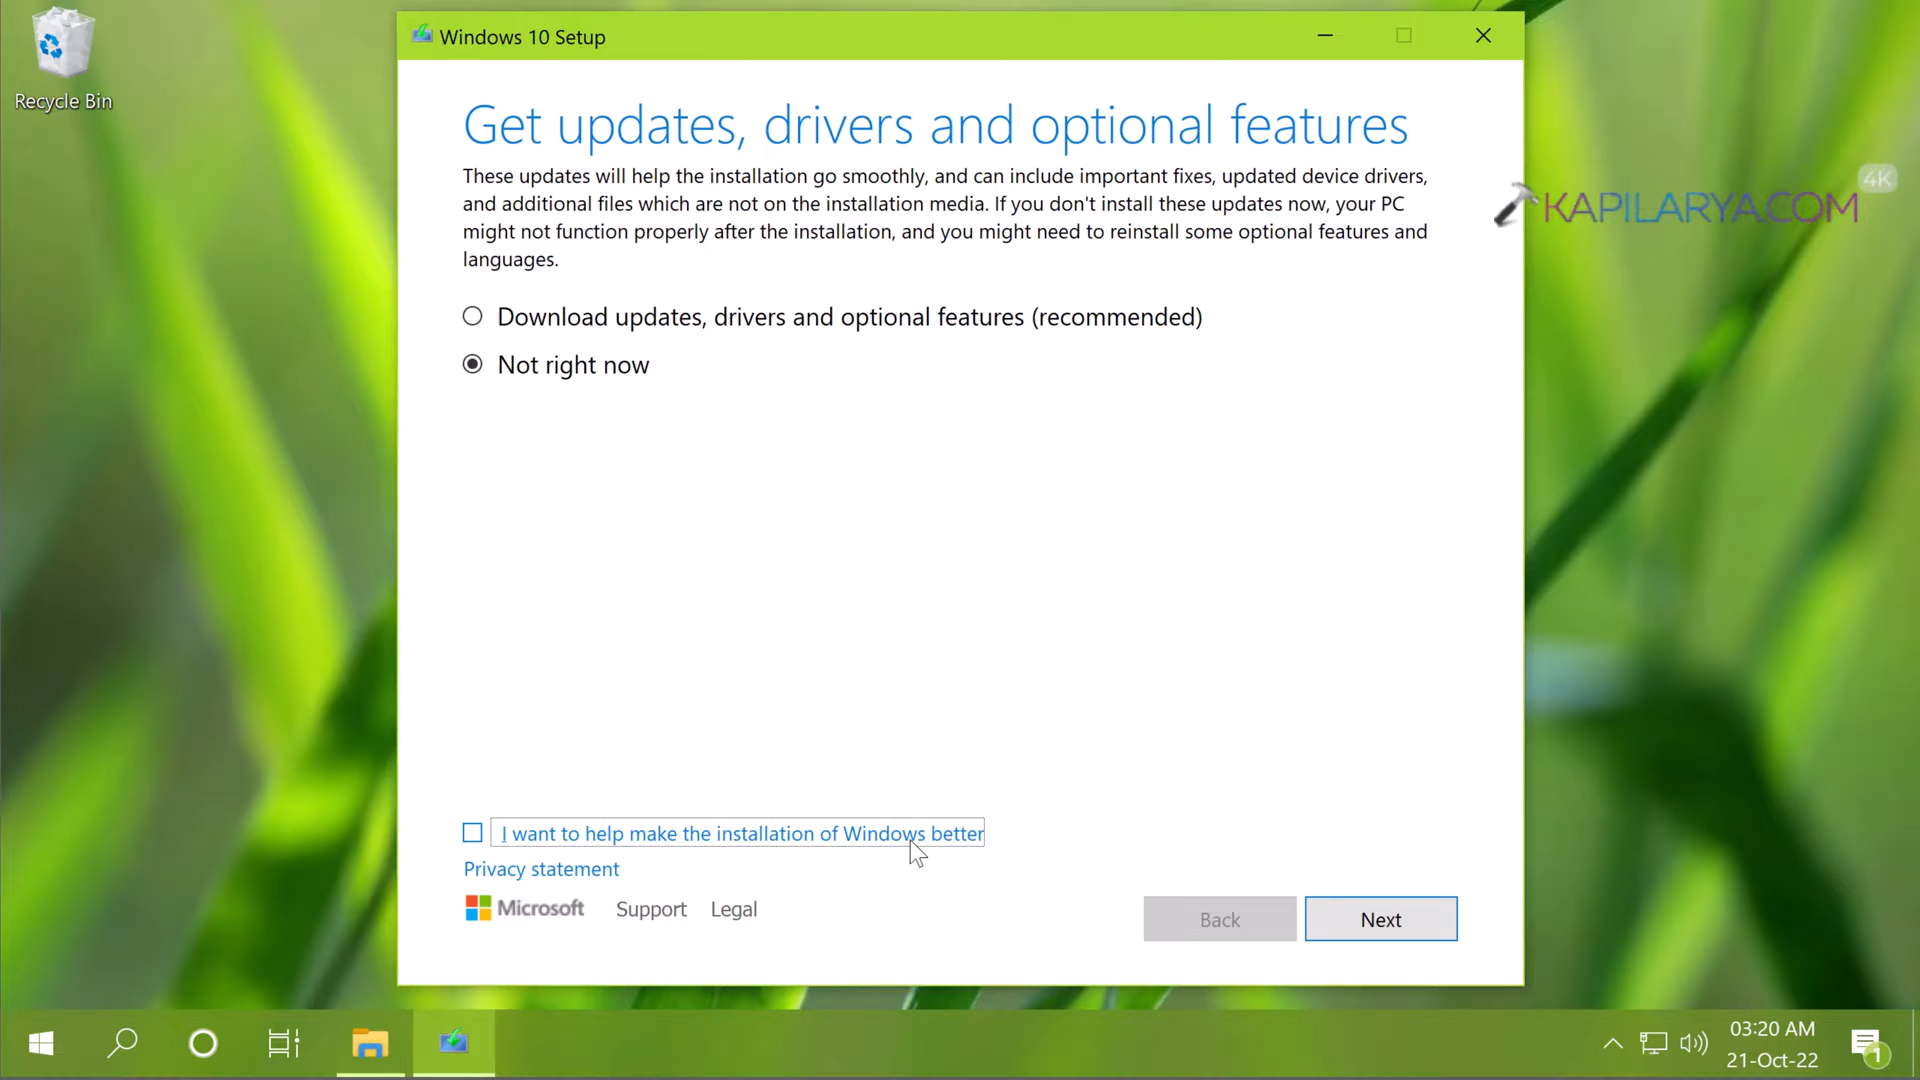 Recycle Bin
Windows 10 Setup
Get updates, drivers and optional features
These updates will help the installation go smoothly, and can include important fixes, updated device drivers,
and additional files which are not on the installation media. If you don't install these updates now, your PC
might not function properly after the installation, and you might need to reinstall some optional features and
languages.
4K
KAPILARYA.COM
Download updates, drivers and optional features (recommended)
Not right now
I want to help make the installation of Windows better
Privacy statement
Microsoft Support Legal
Back Next
03:20 AM
21-Oct-22
1